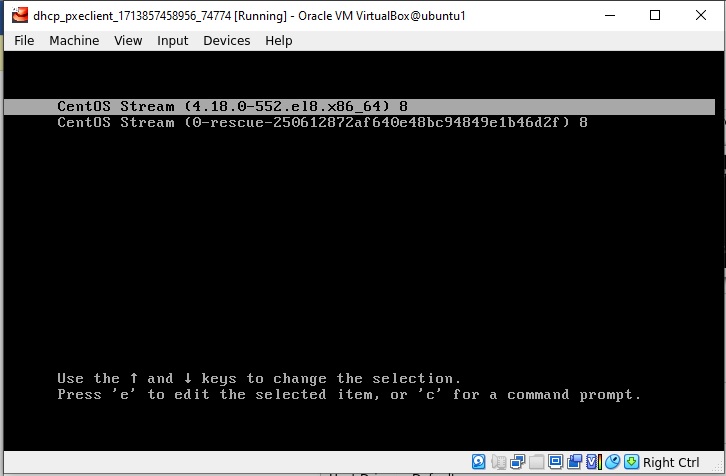 dhcp_pxeclient_1713857458956_74774 [Running] - Oracle VM VirtualBox@ubuntu1
File Machine View Input Devices Help
CentOS Stream (4.18.0-552.el8.x86_64) 8
CentOS Stream (0-rescue-250612872af640e48bc94849e1b46d2f) 8
Use the ↑ and ↓ keys to change the selection.
Press 'e' to edit the selected item, or 'c' for a command prompt.
Right Ctrl